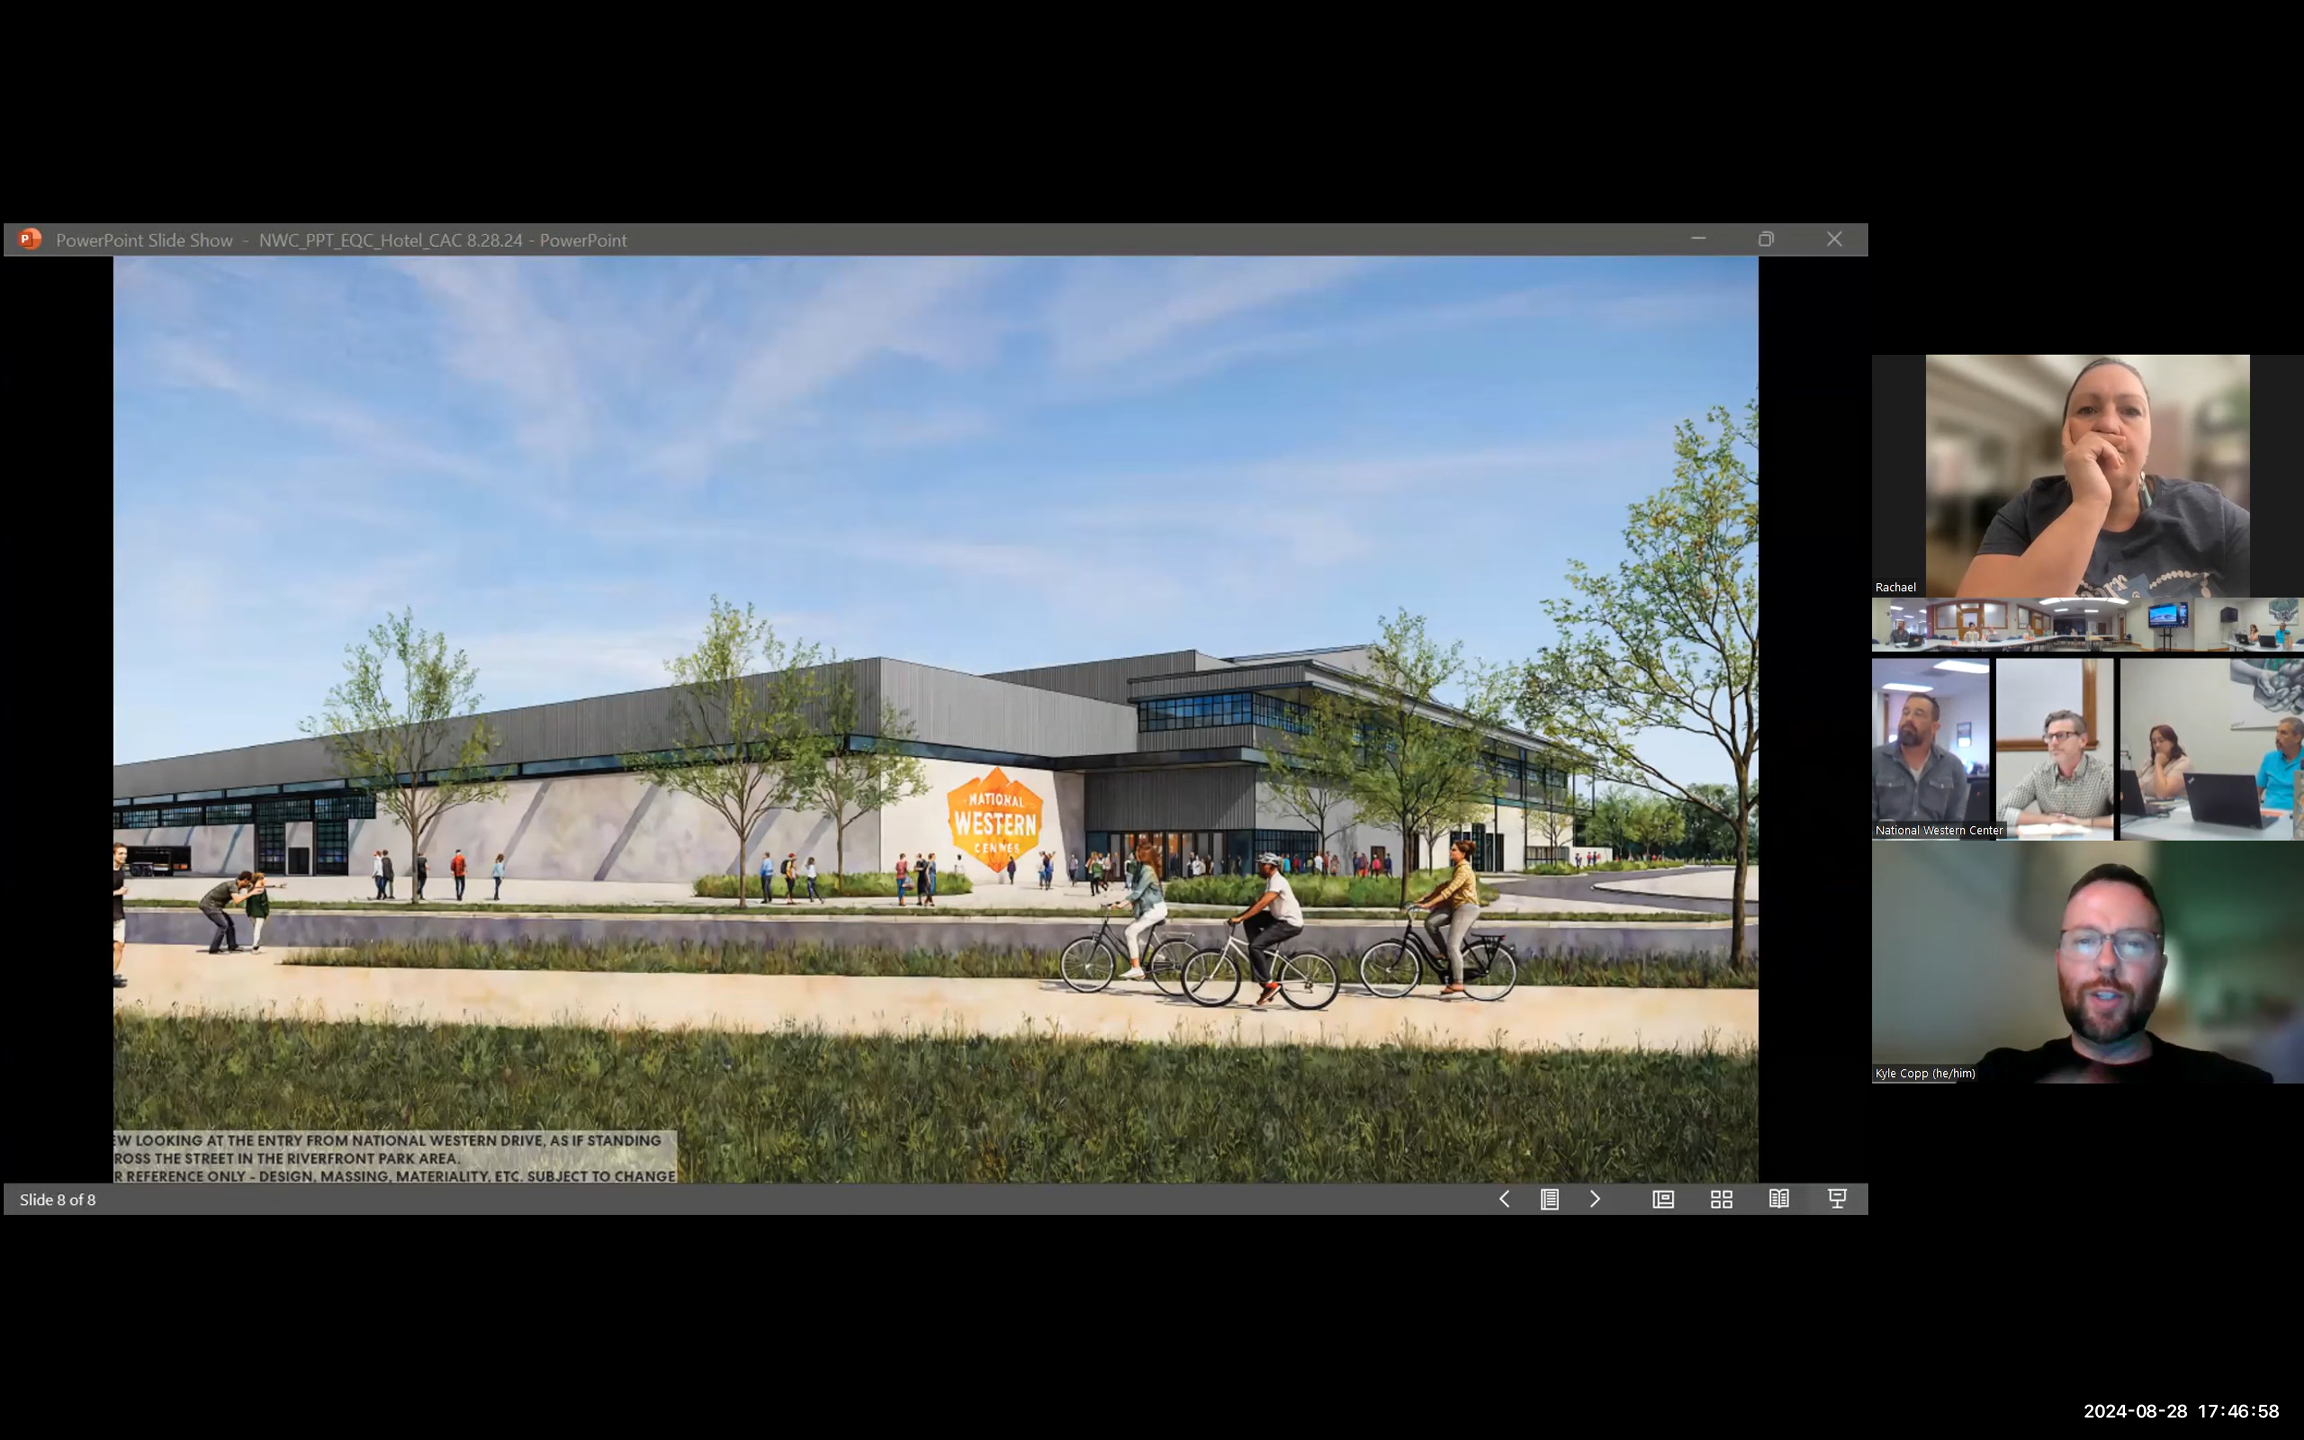 PowerPoint Slide Show - NWC_PPT_EQC_Hotel_CAC 8.28.24 - PowerPoint
NATIONAL
WESTERN
EW LOOKING AT THE ENTRY FROM NATIONAL WESTERN DRIVE, AS IF STANDING
ROSS THE STREET IN THE RIVERFRONT PARK AREA.
R REFERENCE ONLY - DESIGN, MASSING, MATERIALITY, ETC. SUBJECT TO CHANGE
Slide 8 of 8
Rachael
National Western Center
Kyle Copp (he/him)
2024-08-28 17:46:58